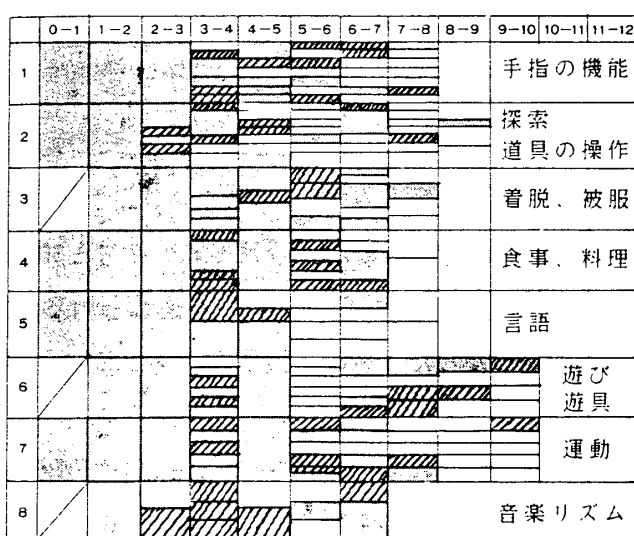 0－1 1－2 2－3 3－4 4－5 5－6 6－7 7－8 8－9 9－10 10－11 11－12
1 手指の機能
2 探索
道具の操作
3 着脱、被服
4 食事、料理
5 言語
6 遊び
遊具
7 運動
8 音楽リズム